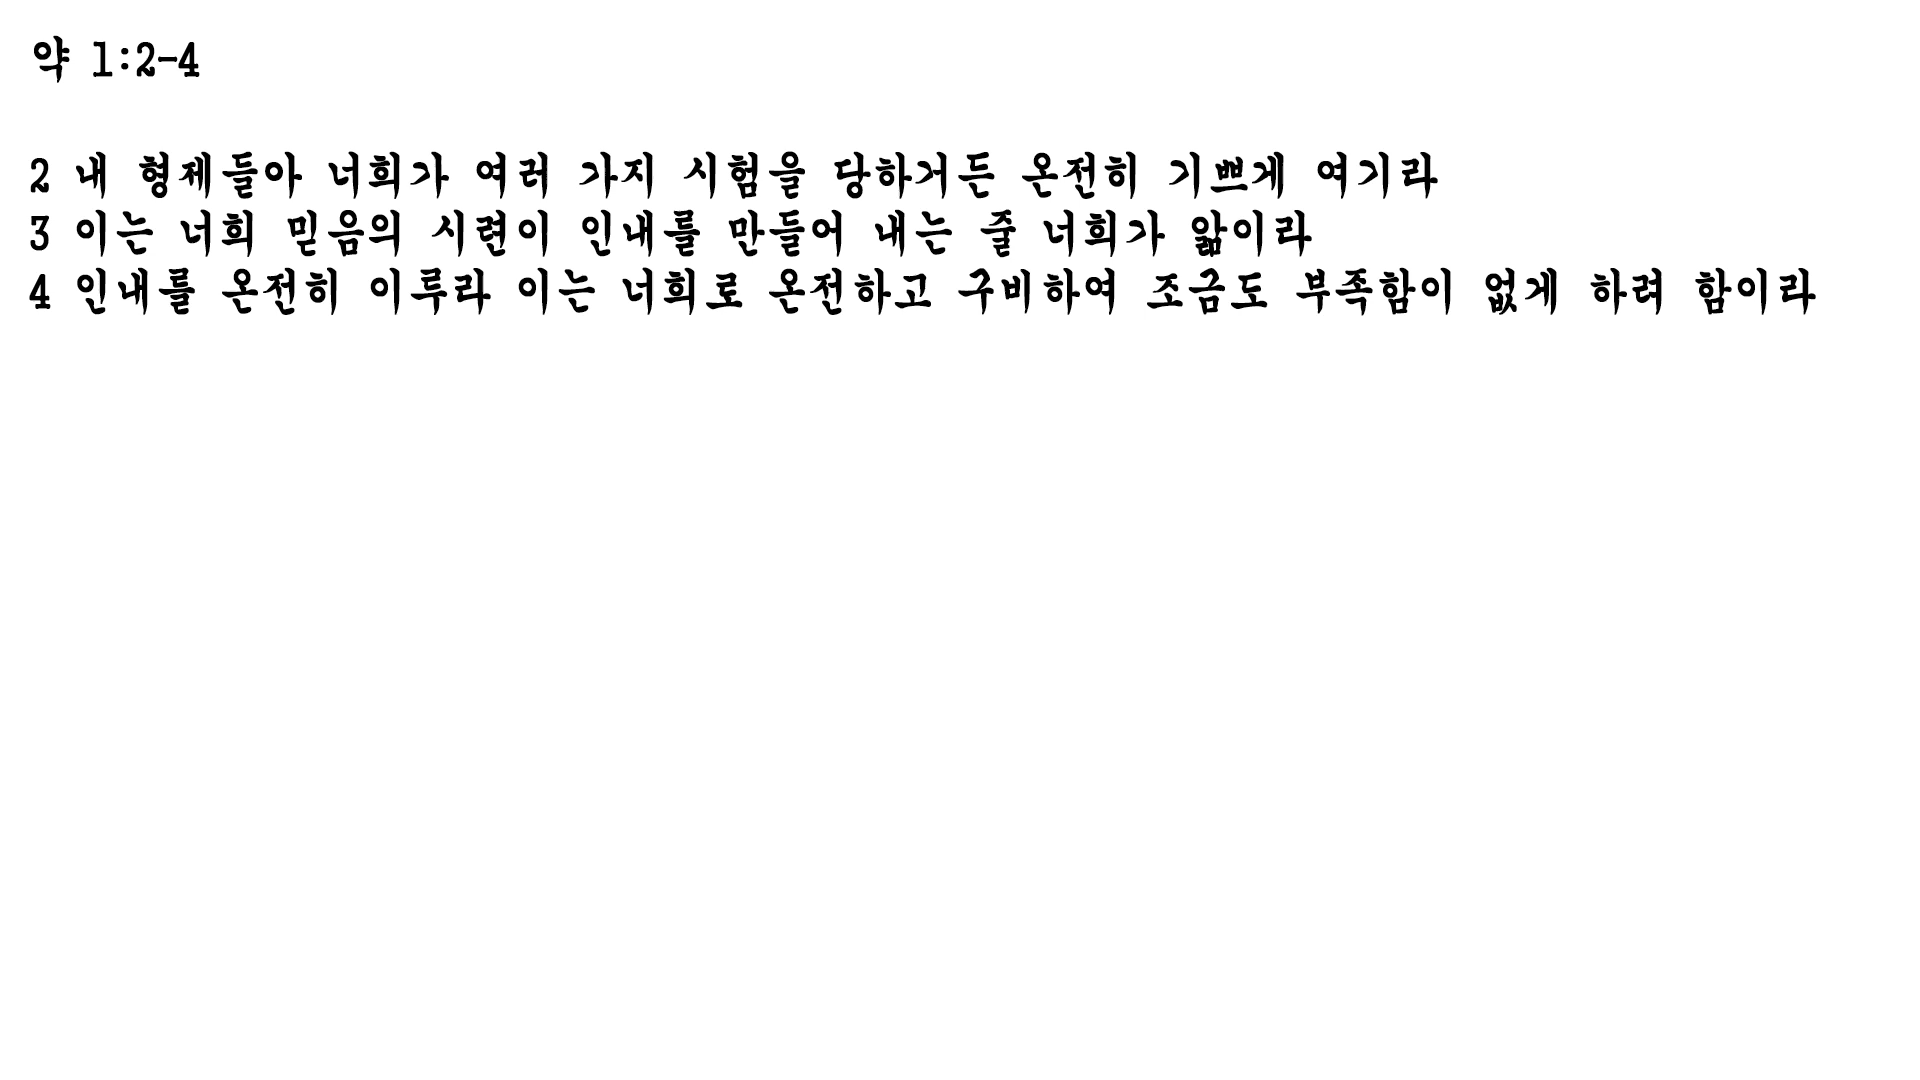 약 1:2-4
2 내 형제들아 너희가 여러 가지 시험을 당하거든 온전히 기쁘게 여기라
3 이는 너희 믿음의 시련이 인내를 만들어 내는 줄 너희가 앎이라
4 인내를 온전히 이루라 이는 너희로 온전하고 구비하여 조금도 부족함이 없게 하려 함이라